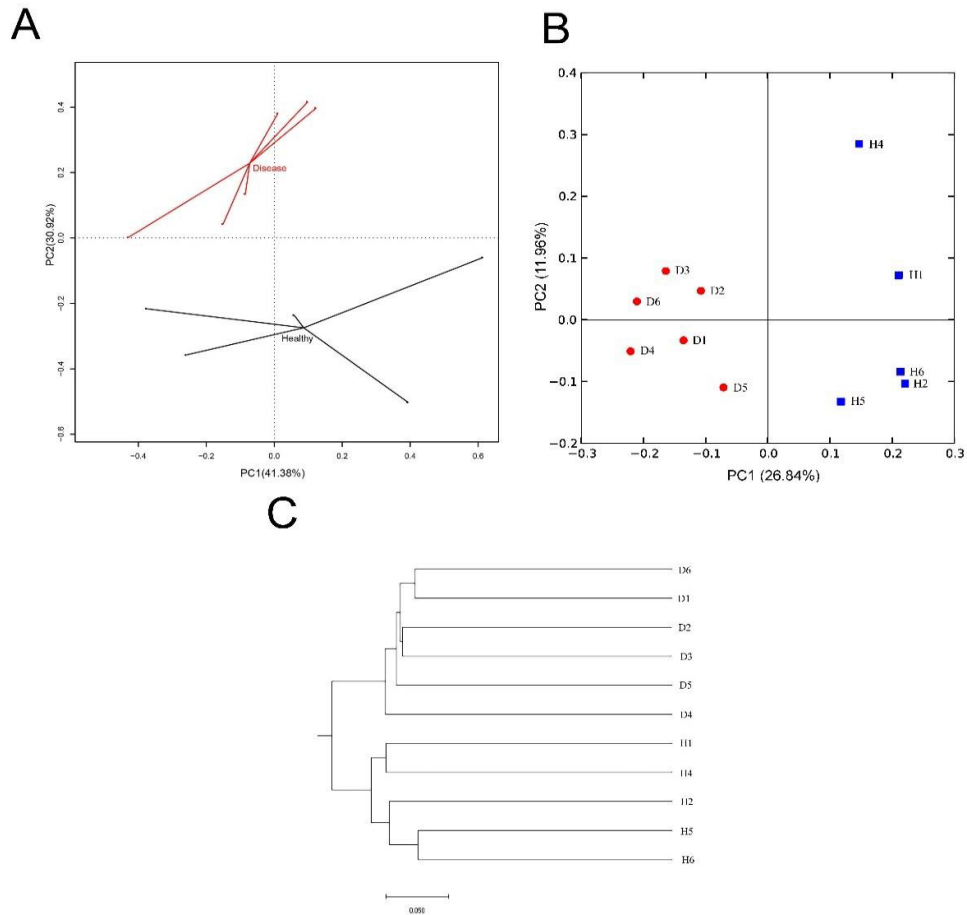 A
0.4
0.2
0.0
−0.2
−0.4
−0.6
PC2(30.92%)
Disease
Healthy
−0.4
−0.2
0.0
0.2
0.4
0.6
PC1(41.38%)
B
0.4
0.3
0.2
0.1
0.0
−0.1
−0.2
PC2 (11.96%)
H4
H1
D3
D2
D6
D1
D4
D5
H6
H2
H5
−0.3
−0.2
−0.1
0.0
0.1
0.2
0.3
PC1 (26.84%)
C
D6
D1
D2
D3
D5
D4
H1
H4
H2
H5
H6
0.050